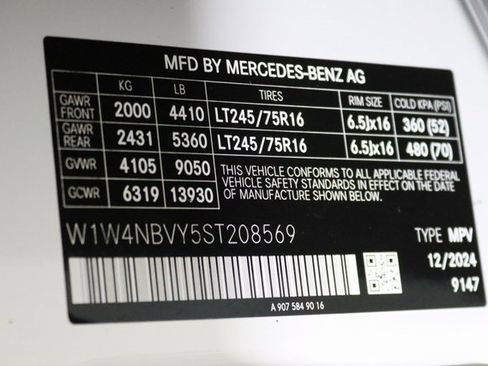 MFD BY MERCEDES-BENZ AG
KG LB TIRES RIM SIZE COLD KPA (PSI)
GAWR FRONT 2000 4410 LT245/75R16 6.5Jx16 360 (52)
GAWR REAR 2431 5360 LT245/75R16 6.5Jx16 480 (70)
GVWR 4105 9050 THIS VEHICLE CONFORMS TO ALL APPLICABLE FEDERAL
VEHICLE SAFETY STANDARDS IN EFFECT ON THE DATE
GCWR 6319 13930 OF MANUFACTURE SHOWN ABOVE.
W1W4NBVY5ST208569 TYPE MPV
12/2024
9147
A 907 584 90 16